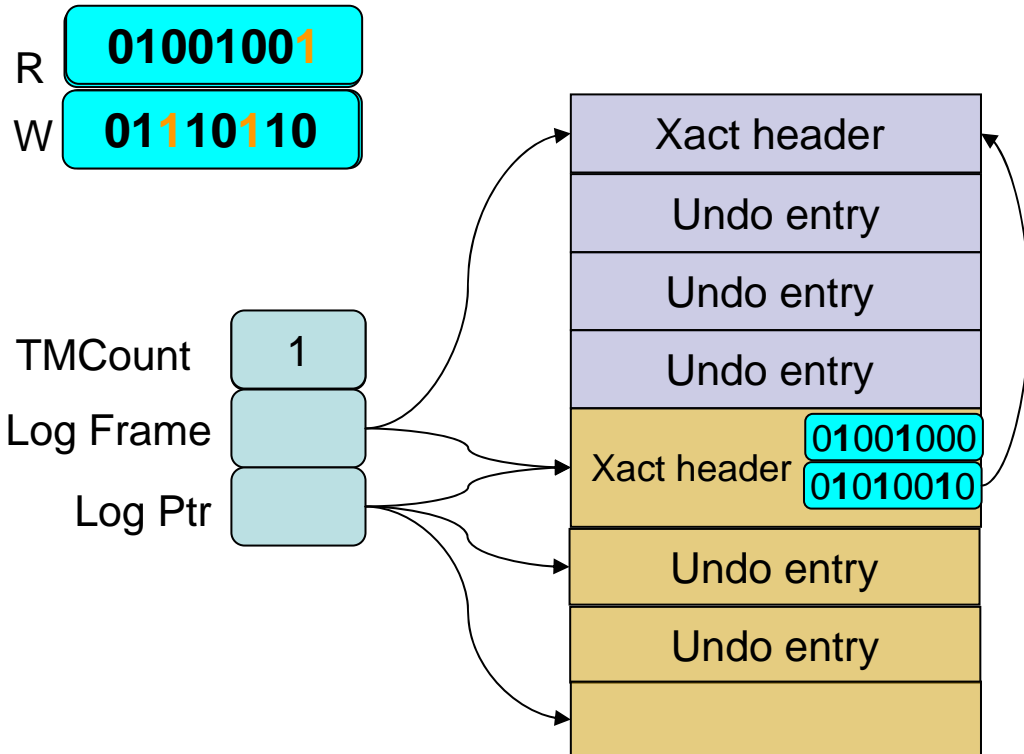 R
01001001
W
01110110
TMCount
1
Log Frame
Log Ptr
Xact header
Undo entry
Undo entry
Undo entry
Xact header
01001000
01010010
Undo entry
Undo entry